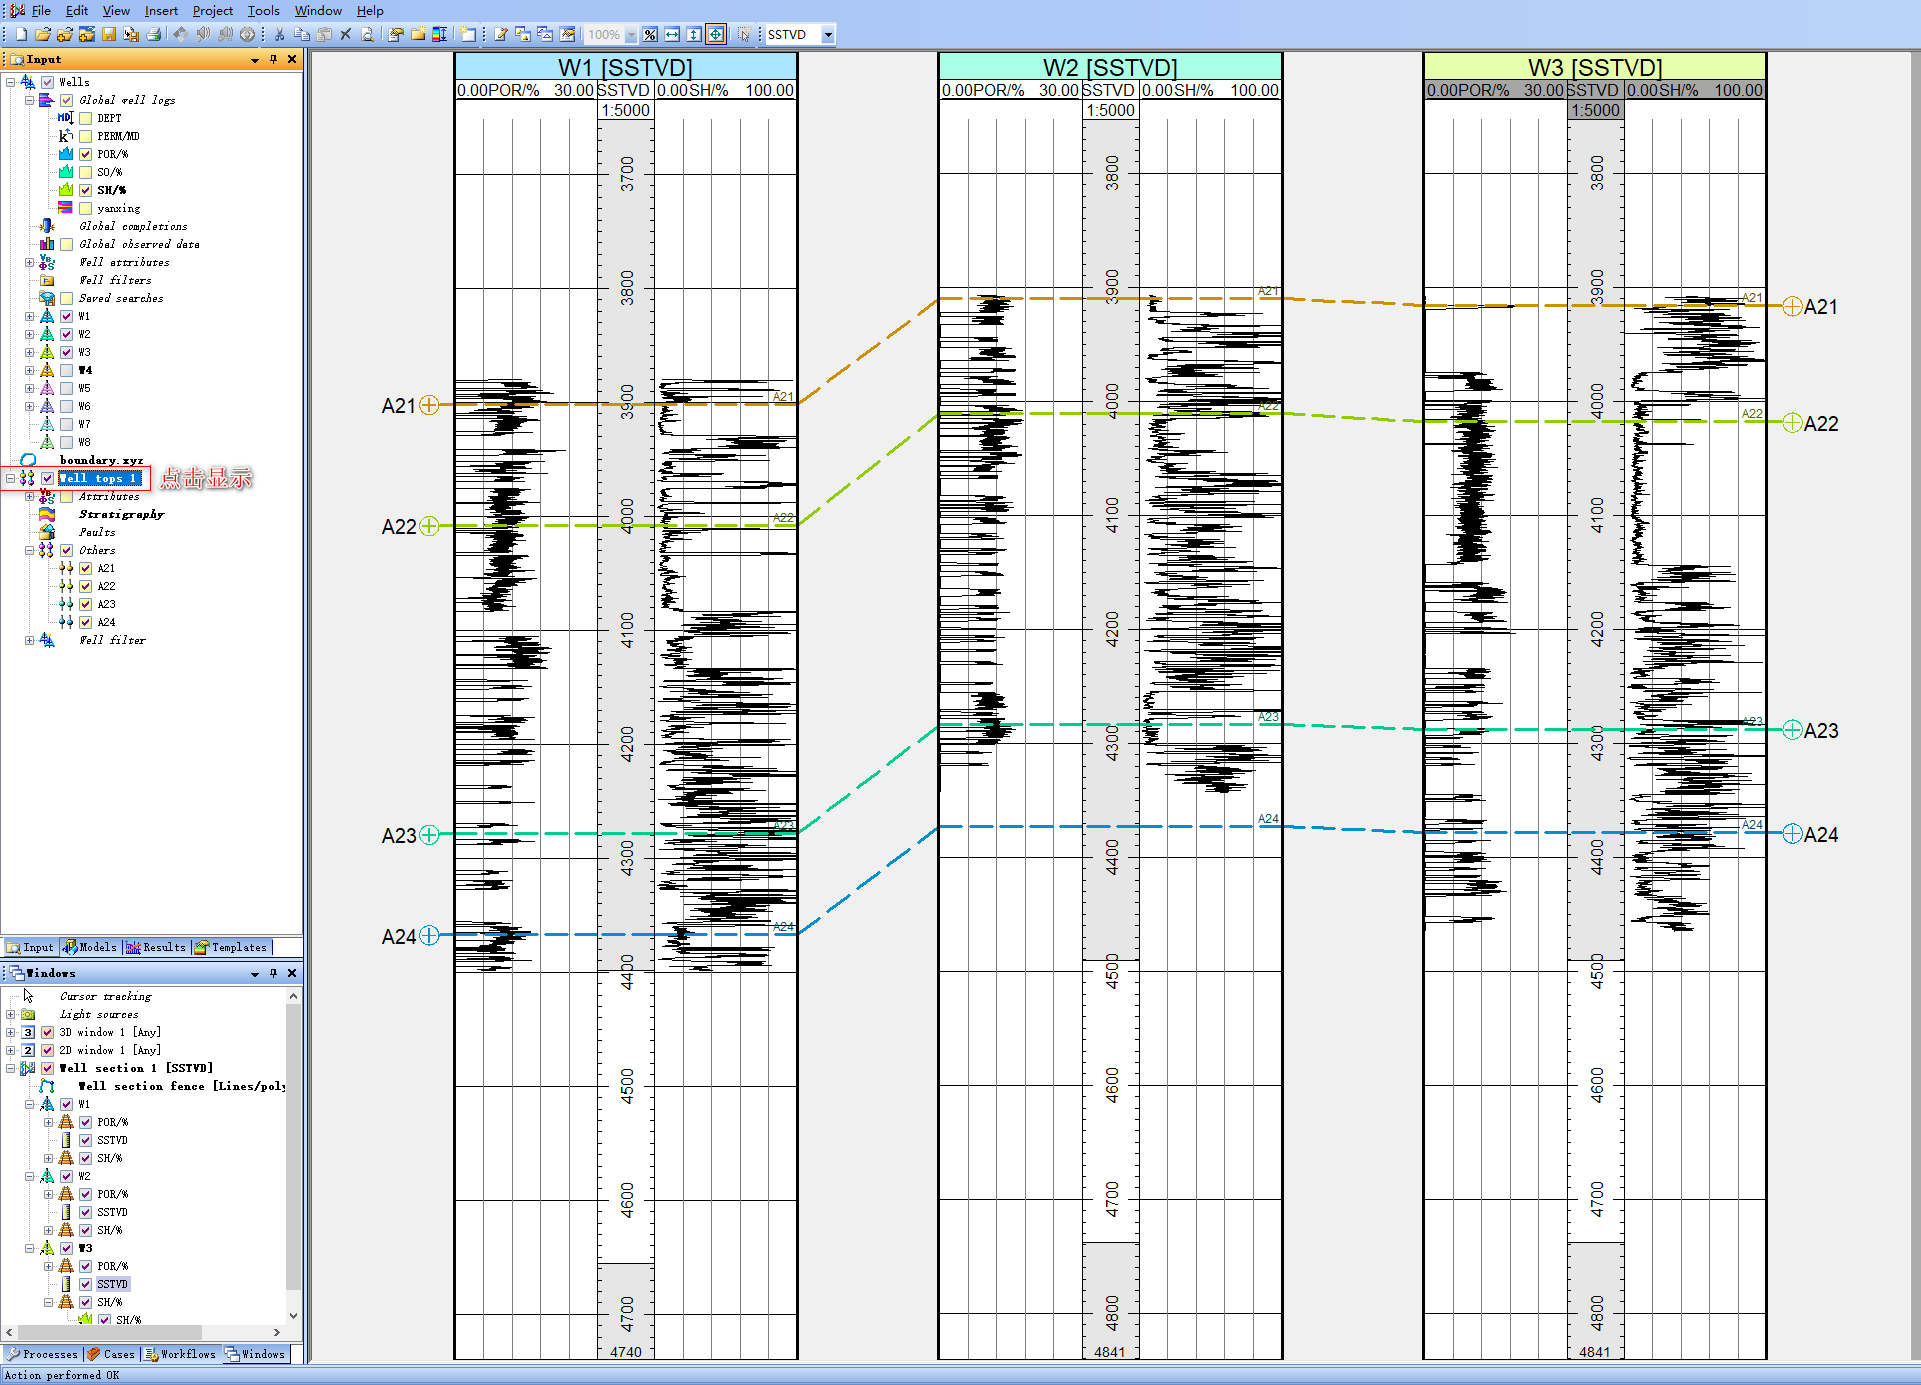 File Edit View Insert Project Tools Window Help
100% SSTVD
Input
Wells
Global well logs
DEPT
PERM/MD
POR/%
SO/%
SH/%
yanxing
Global completions
Global observed data
Well attributes
Well filters
Saved searches
W1
W2
W3
W4
W5
W6
W7
W8
boundary.xyz
Well tops 1 点击显示
Attributes
Stratigraphy
Faults
Others
A21
A22
A23
A24
Well filter
Input Models Results Templates
Windows
Cursor tracking
Light sources
3D window 1 [Any]
2D window 1 [Any]
Well section 1 [SSTVD]
Well section fence [Lines/poly
W1
POR/%
SSTVD
SH/%
W2
POR/%
SSTVD
SH/%
W3
POR/%
SSTVD
SH/%
SH/%
Processes Cases Workflows Windows
Action performed OK
W1 [SSTVD]
0.00 POR/% 30.00 SSTVD 0.00 SH/% 100.00
1:5000
3700
3800
3900
4000
4100
4200
4300
4400
4500
4600
4700
4740
A21
A22
A23
A24
A21
A22
A23
A24
W2 [SSTVD]
0.00 POR/% 30.00 SSTVD 0.00 SH/% 100.00
1:5000
3800
3900
4000
4100
4200
4300
4400
4500
4600
4700
4800
4841
A21
A22
A23
A24
W3 [SSTVD]
0.00 POR/% 30.00 SSTVD 0.00 SH/% 100.00
1:5000
3800
3900
4000
4100
4200
4300
4400
4500
4600
4700
4800
4841
A21
A22
A23
A24
A21
A22
A23
A24